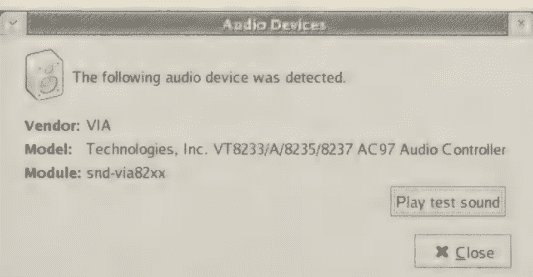 Audio Devices
The following audio device was detected.
Vendor: VIA
Model: Technologies, Inc. VT8233/A/8235/8237 AC97 Audio Controller
Module: snd-via82xx
Play test sound
Close